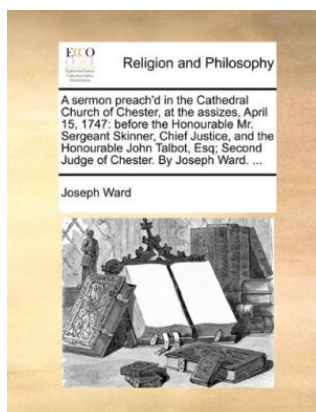 ECCO
Religion and Philosophy
A sermon preach'd in the Cathedral
Church of Chester, at the assizes, April
15, 1747: before the Honourable Mr.
Sergeant Skinner, Chief Justice, and the
Honourable John Talbot, Esq; Second
Judge of Chester. By Joseph Ward. ...
Joseph Ward